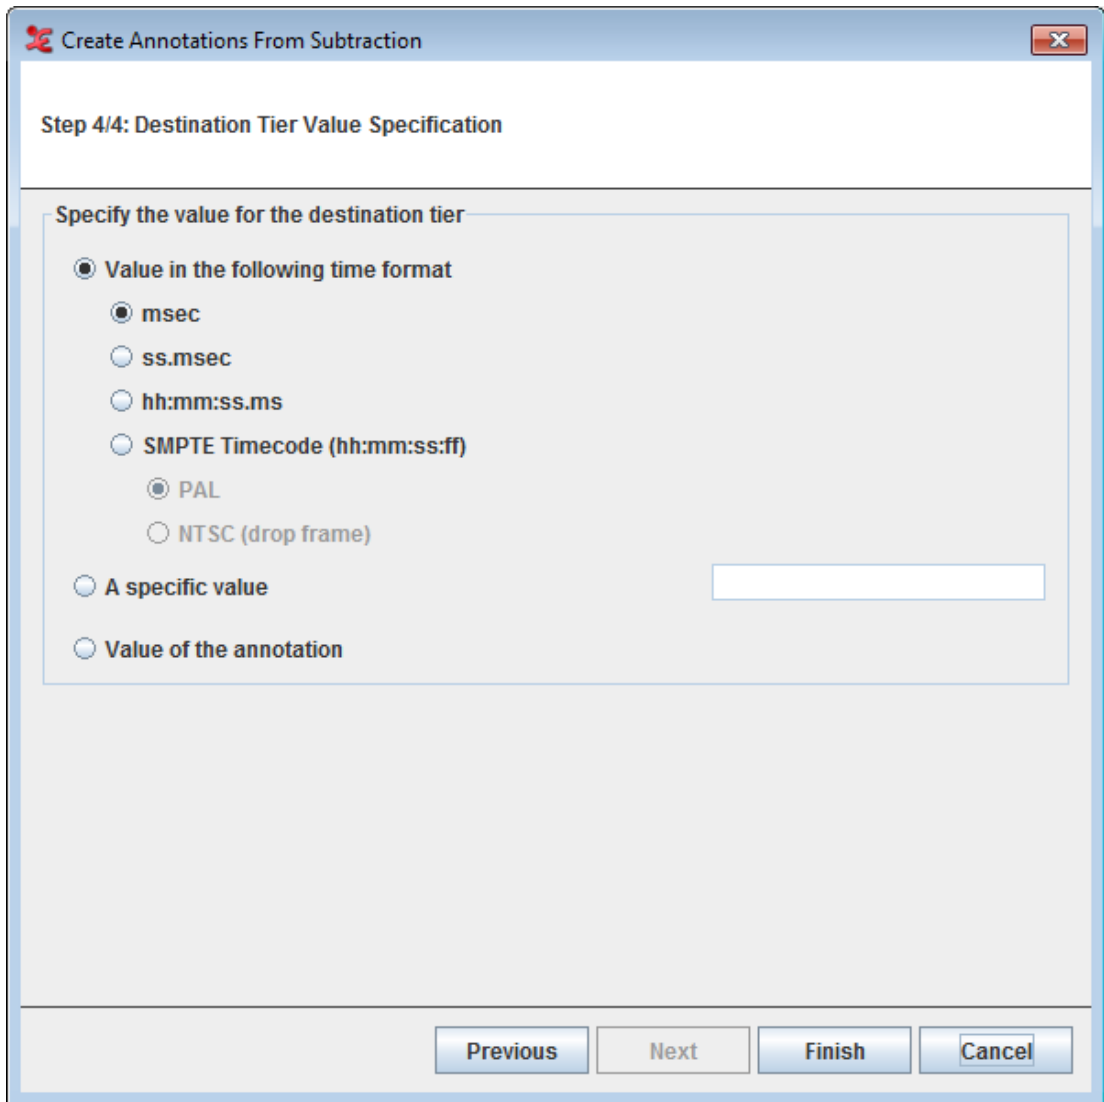 Create Annotations From Subtraction
Step 4/4: Destination Tier Value Specification
Specify the value for the destination tier
Value in the following time format
msec
ss.msec
hh:mm:ss.ms
SMPTE Timecode (hh:mm:ss:ff)
PAL
NTSC (drop frame)
A specific value
Value of the annotation
Previous Next Finish Cancel